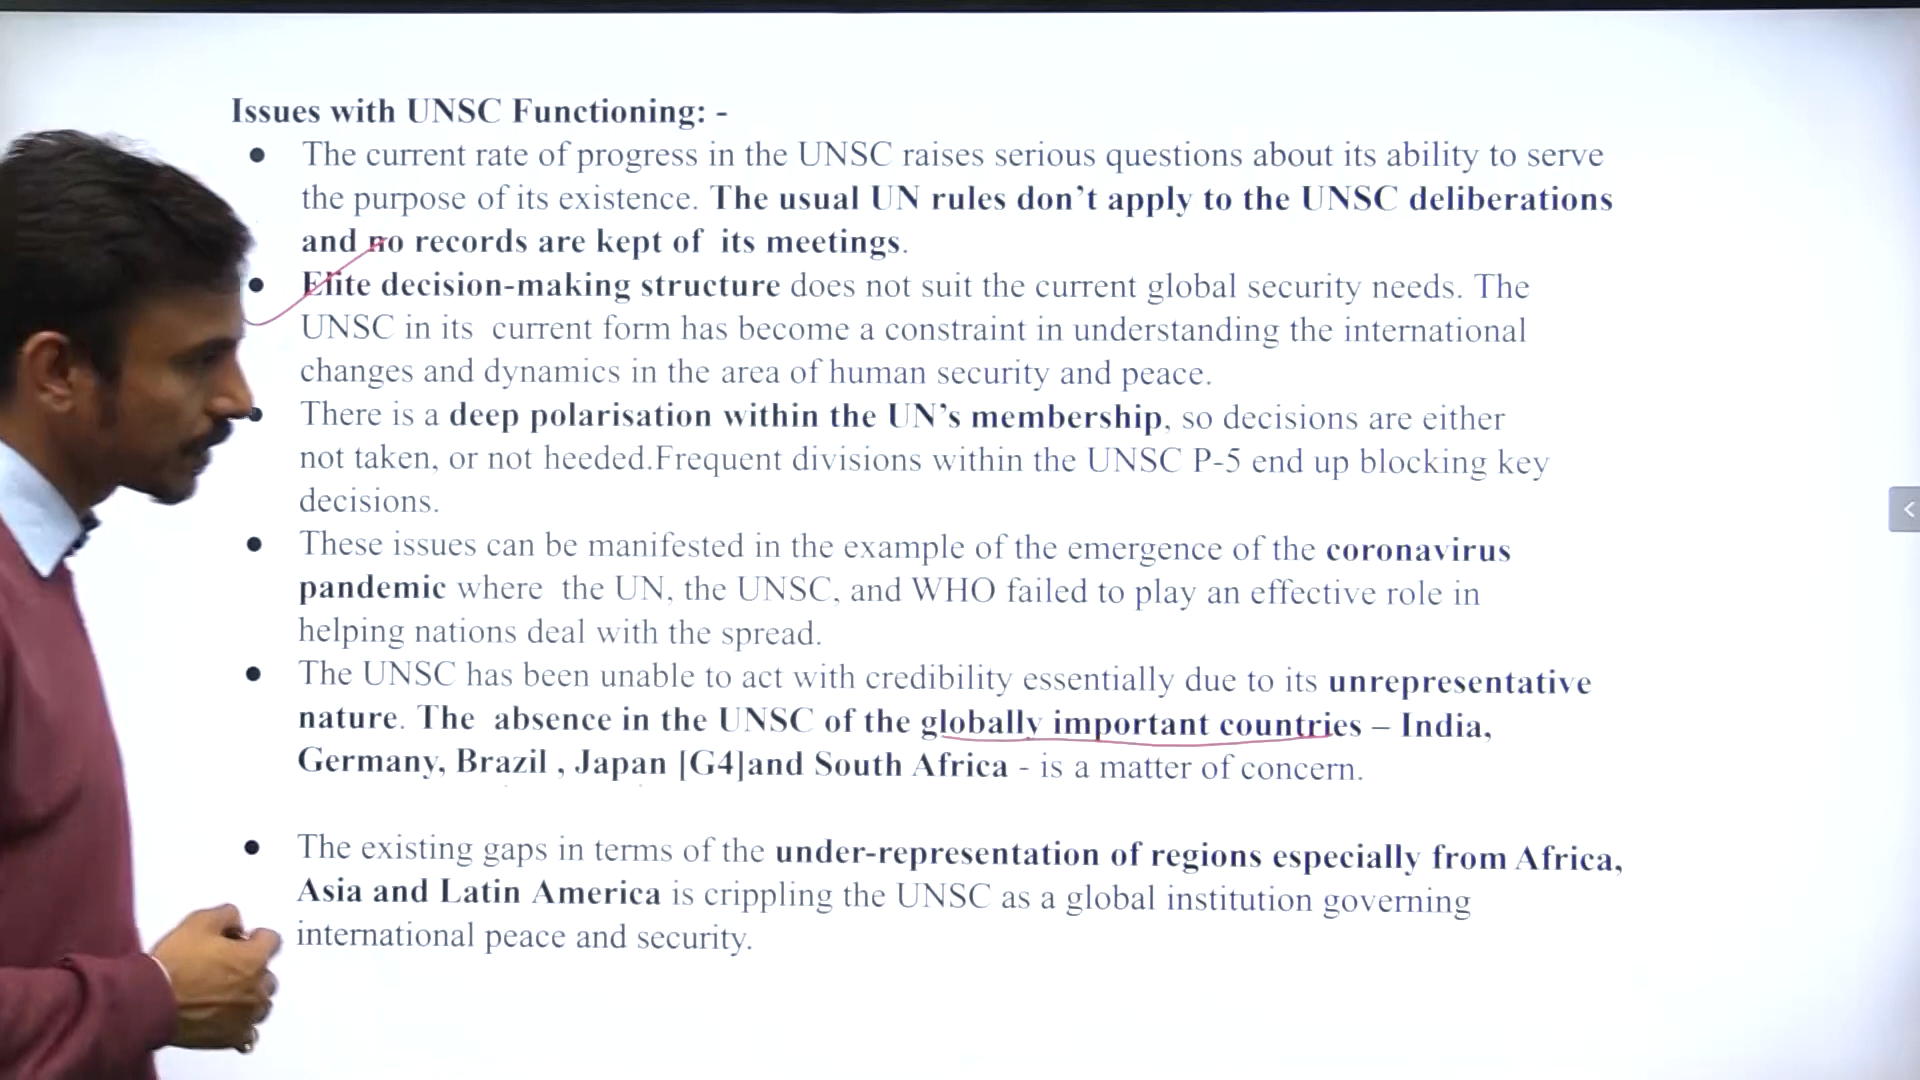 Issues with UNSC Functioning: -
● The current rate of progress in the UNSC raises serious questions about its ability to serve
the purpose of its existence. The usual UN rules don't apply to the UNSC deliberations
and no records are kept of its meetings.
● Elite decision-making structure does not suit the current global security needs. The
UNSC in its current form has become a constraint in understanding the international
changes and dynamics in the area of human security and peace.
● There is a deep polarisation within the UN's membership, so decisions are either
not taken, or not heeded.Frequent divisions within the UNSC P-5 end up blocking key
decisions.
● These issues can be manifested in the example of the emergence of the coronavirus
pandemic where the UN, the UNSC, and WHO failed to play an effective role in
helping nations deal with the spread.
● The UNSC has been unable to act with credibility essentially due to its unrepresentative
nature. The absence in the UNSC of the globally important countries – India,
Germany, Brazil , Japan [G4]and South Africa - is a matter of concern.
● The existing gaps in terms of the under-representation of regions especially from Africa,
Asia and Latin America is crippling the UNSC as a global institution governing
international peace and security.